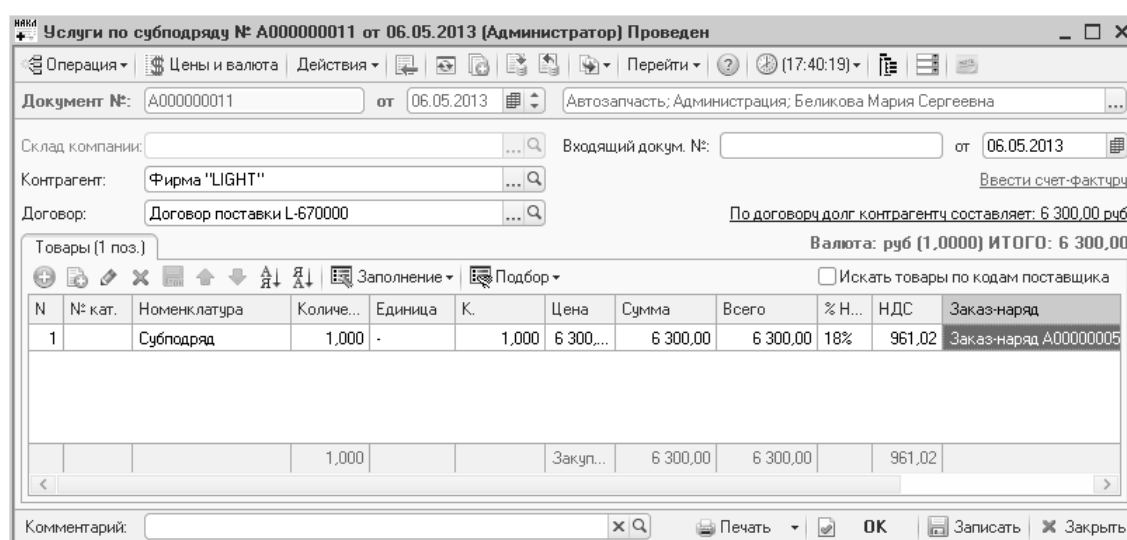 Услуги по субподряду № А000000011 от 06.05.2013 (Администратор) Проведен
Операция Цены и валюта Действия Перейти (17:40:19)
Документ №: А000000011 от 06.05.2013 Автозапчасть; Администрация; Беликова Мария Сергеевна ...
Склад компании: ... Входящий докум. №: от 06.05.2013
Контрагент: Фирма "LIGHT" ... Ввести счет-фактуру
Договор: Договор поставки L-670000 ... По договору долг контрагенту составляет: 6 300,00 руб
Товары (1 поз.) Валюта: руб (1,0000) ИТОГО: 6 300,00
Заполнение Подбор Искать товары по кодам поставщика
N № кат. Номенклатура Количе... Единица К. Цена Сумма Всего % Н... НДС Заказ-наряд
1 Субподряд 1,000 - 1,000 6 300,... 6 300,00 6 300,00 18% 961,02 Заказ-наряд А00000005
1,000 Закуп... 6 300,00 6 300,00 961,02
Комментарий: Печать OK Записать Закрыть